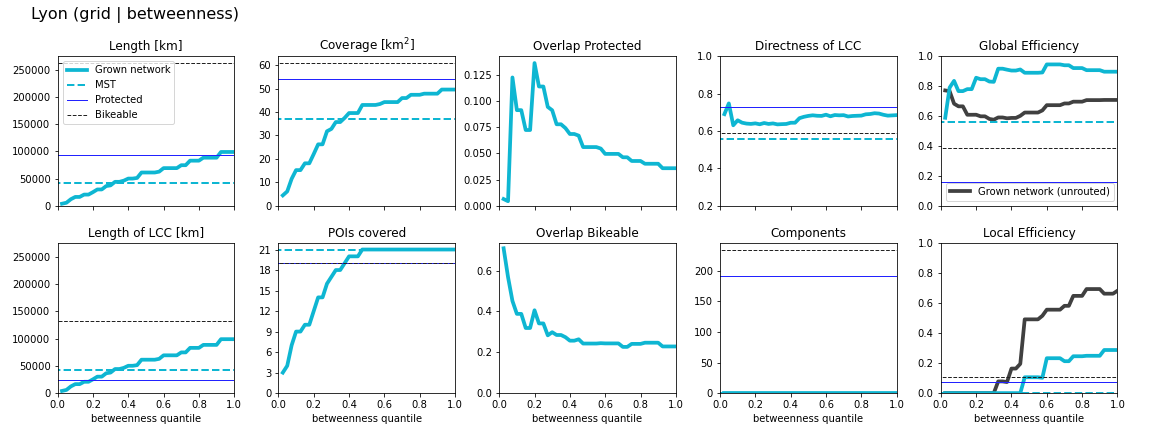 Lyon (grid | betweenness)
Length [km]
250000
200000
150000
100000
50000
0
Grown network
MST
Protected
Bikeable
Coverage [km²]
60
50
40
30
20
10
0
Overlap Protected
0.125
0.100
0.075
0.050
0.025
0.000
Directness of LCC
1.0
0.8
0.6
0.4
0.2
Global Efficiency
1.0
0.8
0.6
0.4
0.2
0.0
Grown network (unrouted)
Length of LCC [km]
250000
200000
150000
100000
50000
0
0.0 0.2 0.4 0.6 0.8 1.0
betweenness quantile
POIs covered
21
18
15
12
9
6
3
0
0.0 0.2 0.4 0.6 0.8 1.0
betweenness quantile
Overlap Bikeable
0.6
0.4
0.2
0.0
0.0 0.2 0.4 0.6 0.8 1.0
betweenness quantile
Components
200
150
100
50
0
0.0 0.2 0.4 0.6 0.8 1.0
betweenness quantile
Local Efficiency
1.0
0.8
0.6
0.4
0.2
0.0
0.0 0.2 0.4 0.6 0.8 1.0
betweenness quantile